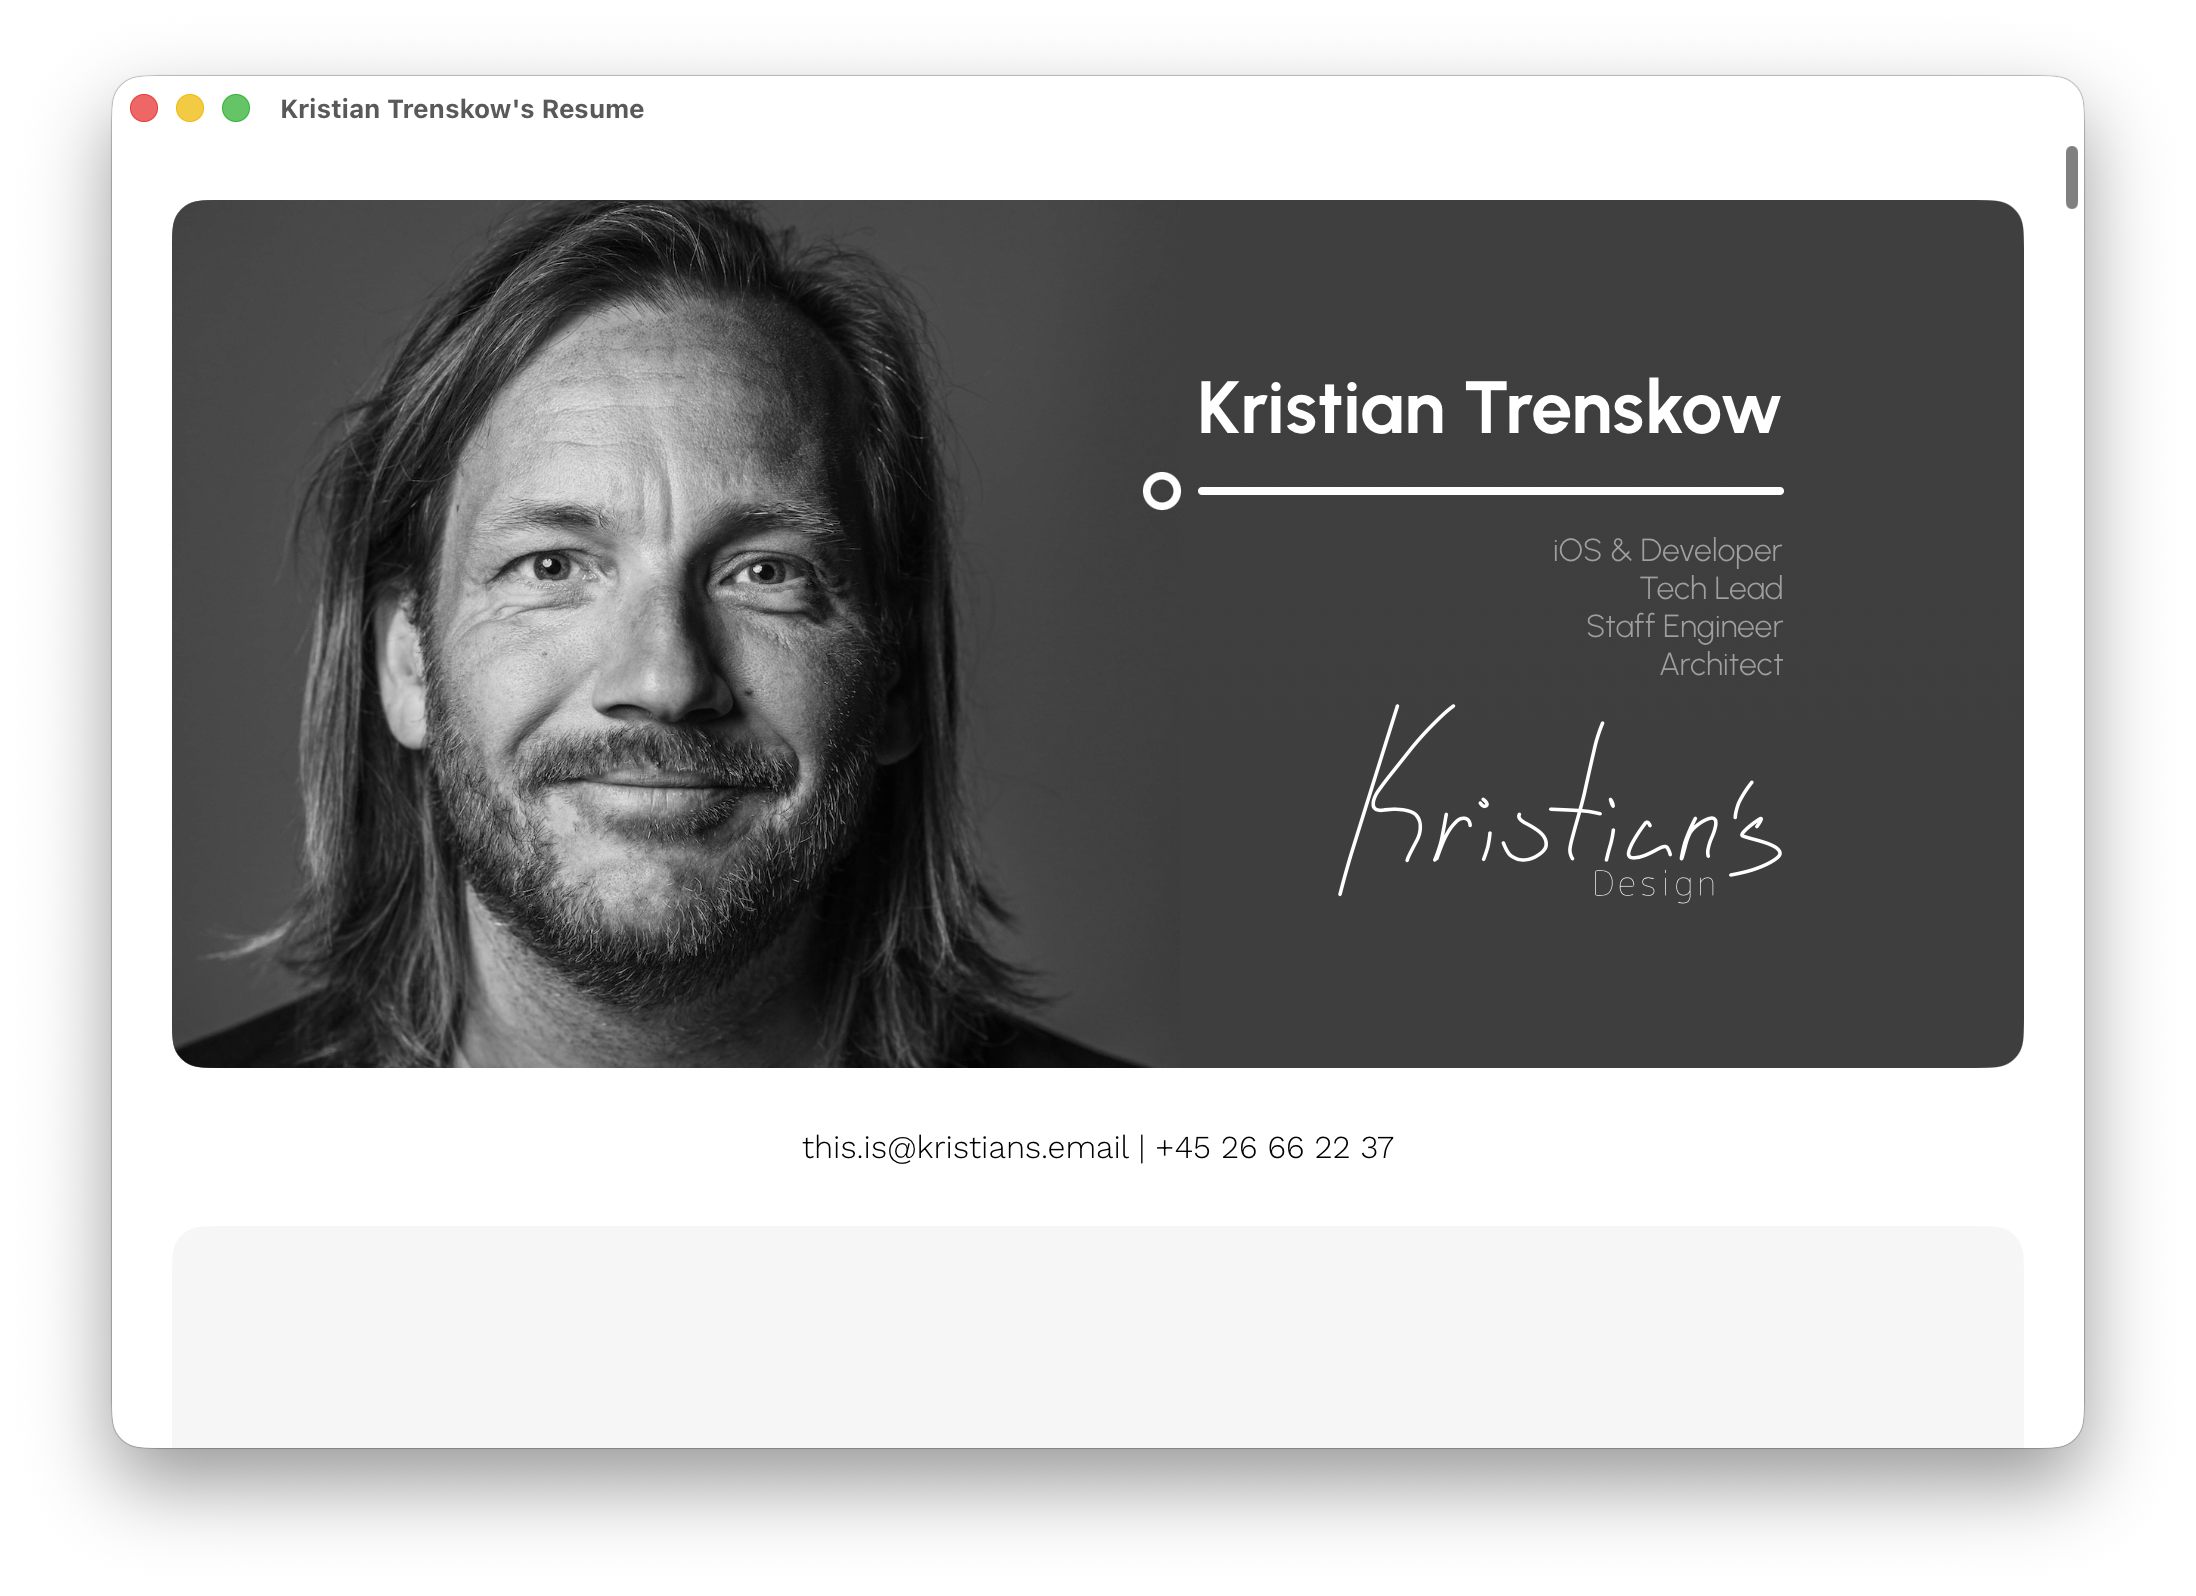 Kristian Trenskow's Resume
Kristian Trenskow
iOS & Developer
Tech Lead
Staff Engineer
Architect
Kristian's
Design
this.is@kristians.email | +45 26 66 22 37